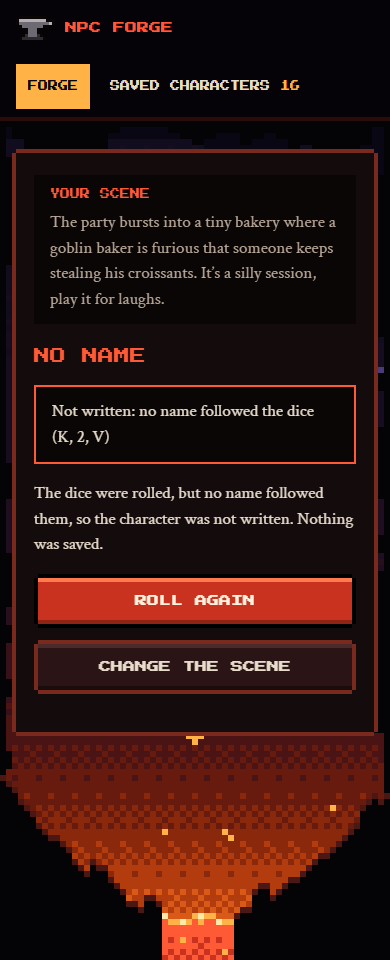 NPC FORGE
FORGE
SAVED CHARACTERS 16
YOUR SCENE
The party bursts into a tiny bakery where a
goblin baker is furious that someone keeps
stealing his croissants. It's a silly session,
play it for laughs.
NO NAME
Not written: no name followed the dice
(K, 2, V)
The dice were rolled, but no name followed
them, so the character was not written. Nothing
was saved.
ROLL AGAIN
CHANGE THE SCENE